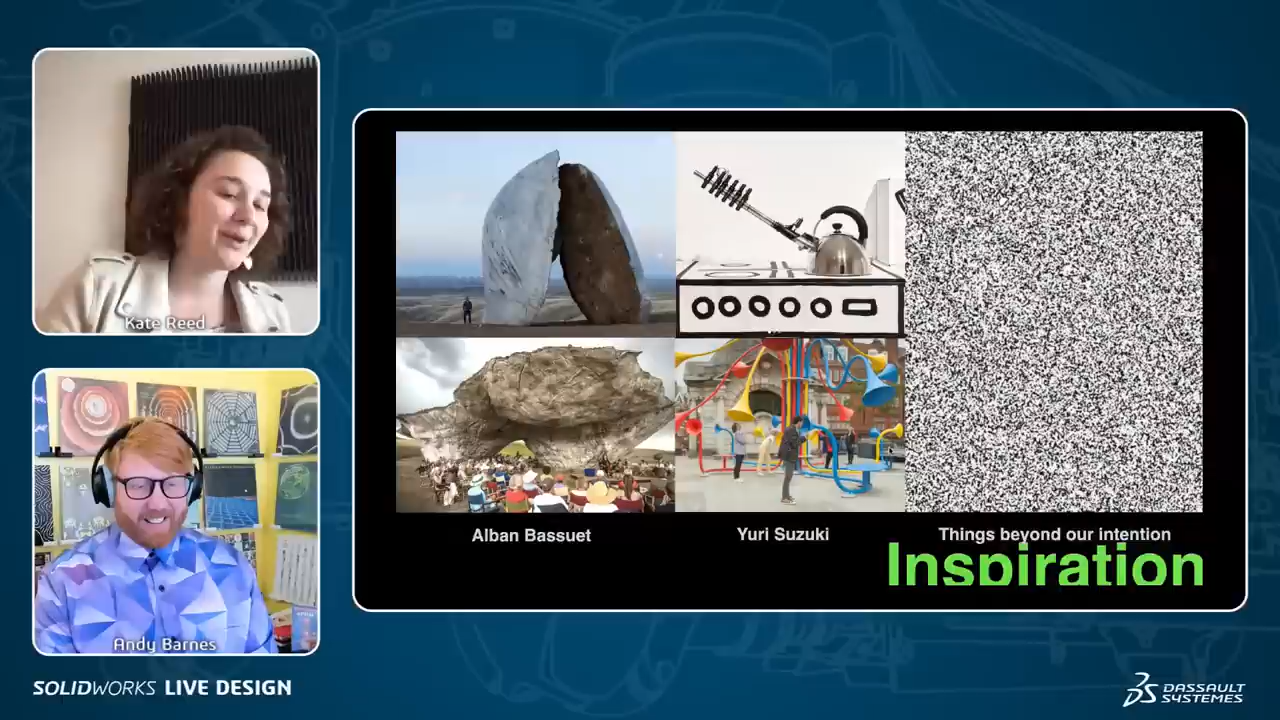 Kate Reed
Andy Barnes
Alban Bassuet
Yuri Suzuki
Things beyond our intention
Inspiration
SOLIDWORKS LIVE DESIGN
DASSAULT SYSTEMES